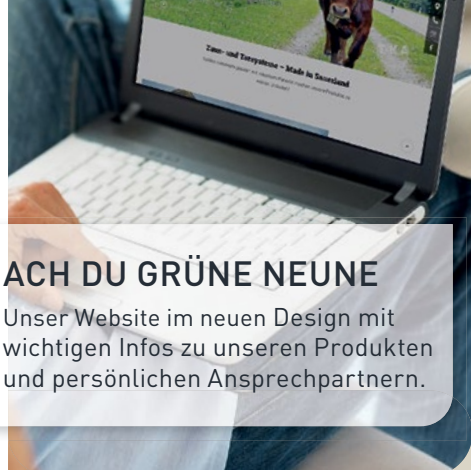 Zaun- und Torsysteme – Made in Sauerland
ACH DU GRÜNE NEUNE
Unser Website im neuen Design mit
wichtigen Infos zu unseren Produkten
und persönlichen Ansprechpartnern.